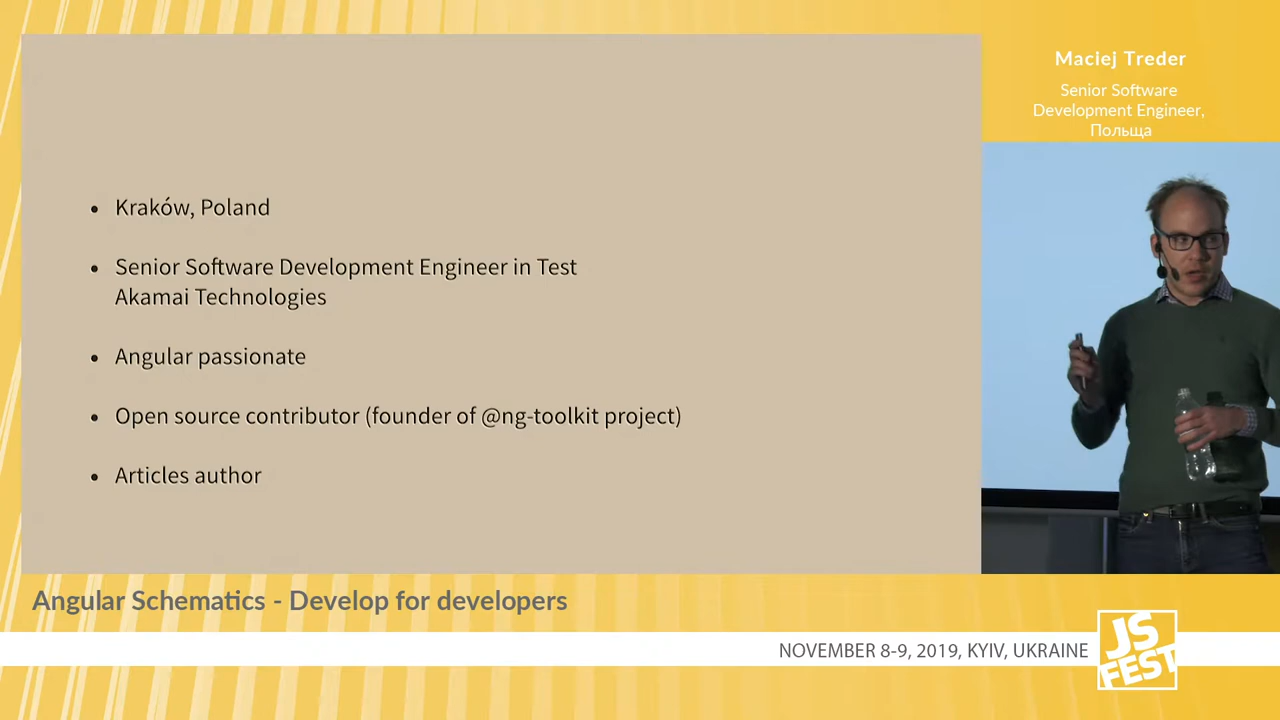 Maciej Treder
Senior Software
Development Engineer,
Польща
• Kraków, Poland
• Senior Software Development Engineer in Test
Akamai Technologies
• Angular passionate
• Open source contributor (founder of @ng-toolkit project)
• Articles author
Angular Schematics - Develop for developers
NOVEMBER 8-9, 2019, KYIV, UKRAINE
JS
FEST